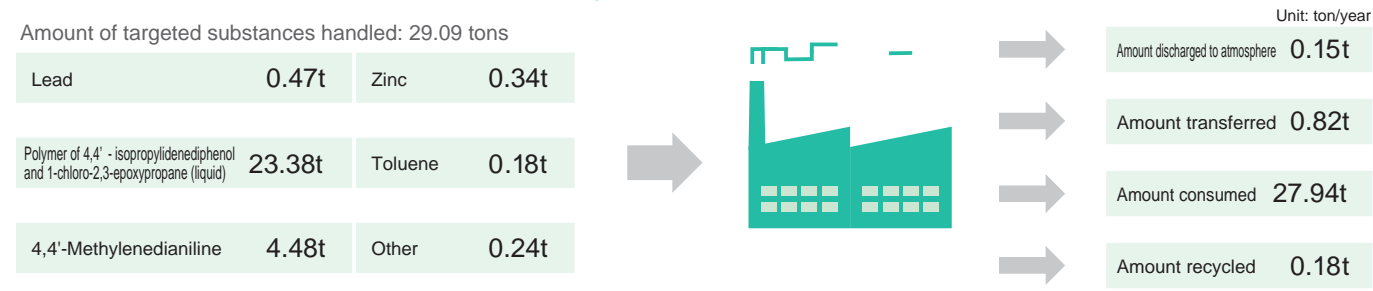 Unit: ton/year
Amount of targeted substances handled: 29.09 tons
Lead 0.47t Zinc 0.34t
Polymer of 4,4' - isopropylidenediphenol
and 1-chloro-2,3-epoxypropane (liquid) 23.38t Toluene 0.18t
4,4'-Methylenedianiline 4.48t Other 0.24t
Amount discharged to atmosphere 0.15t
Amount transferred 0.82t
Amount consumed 27.94t
Amount recycled 0.18t